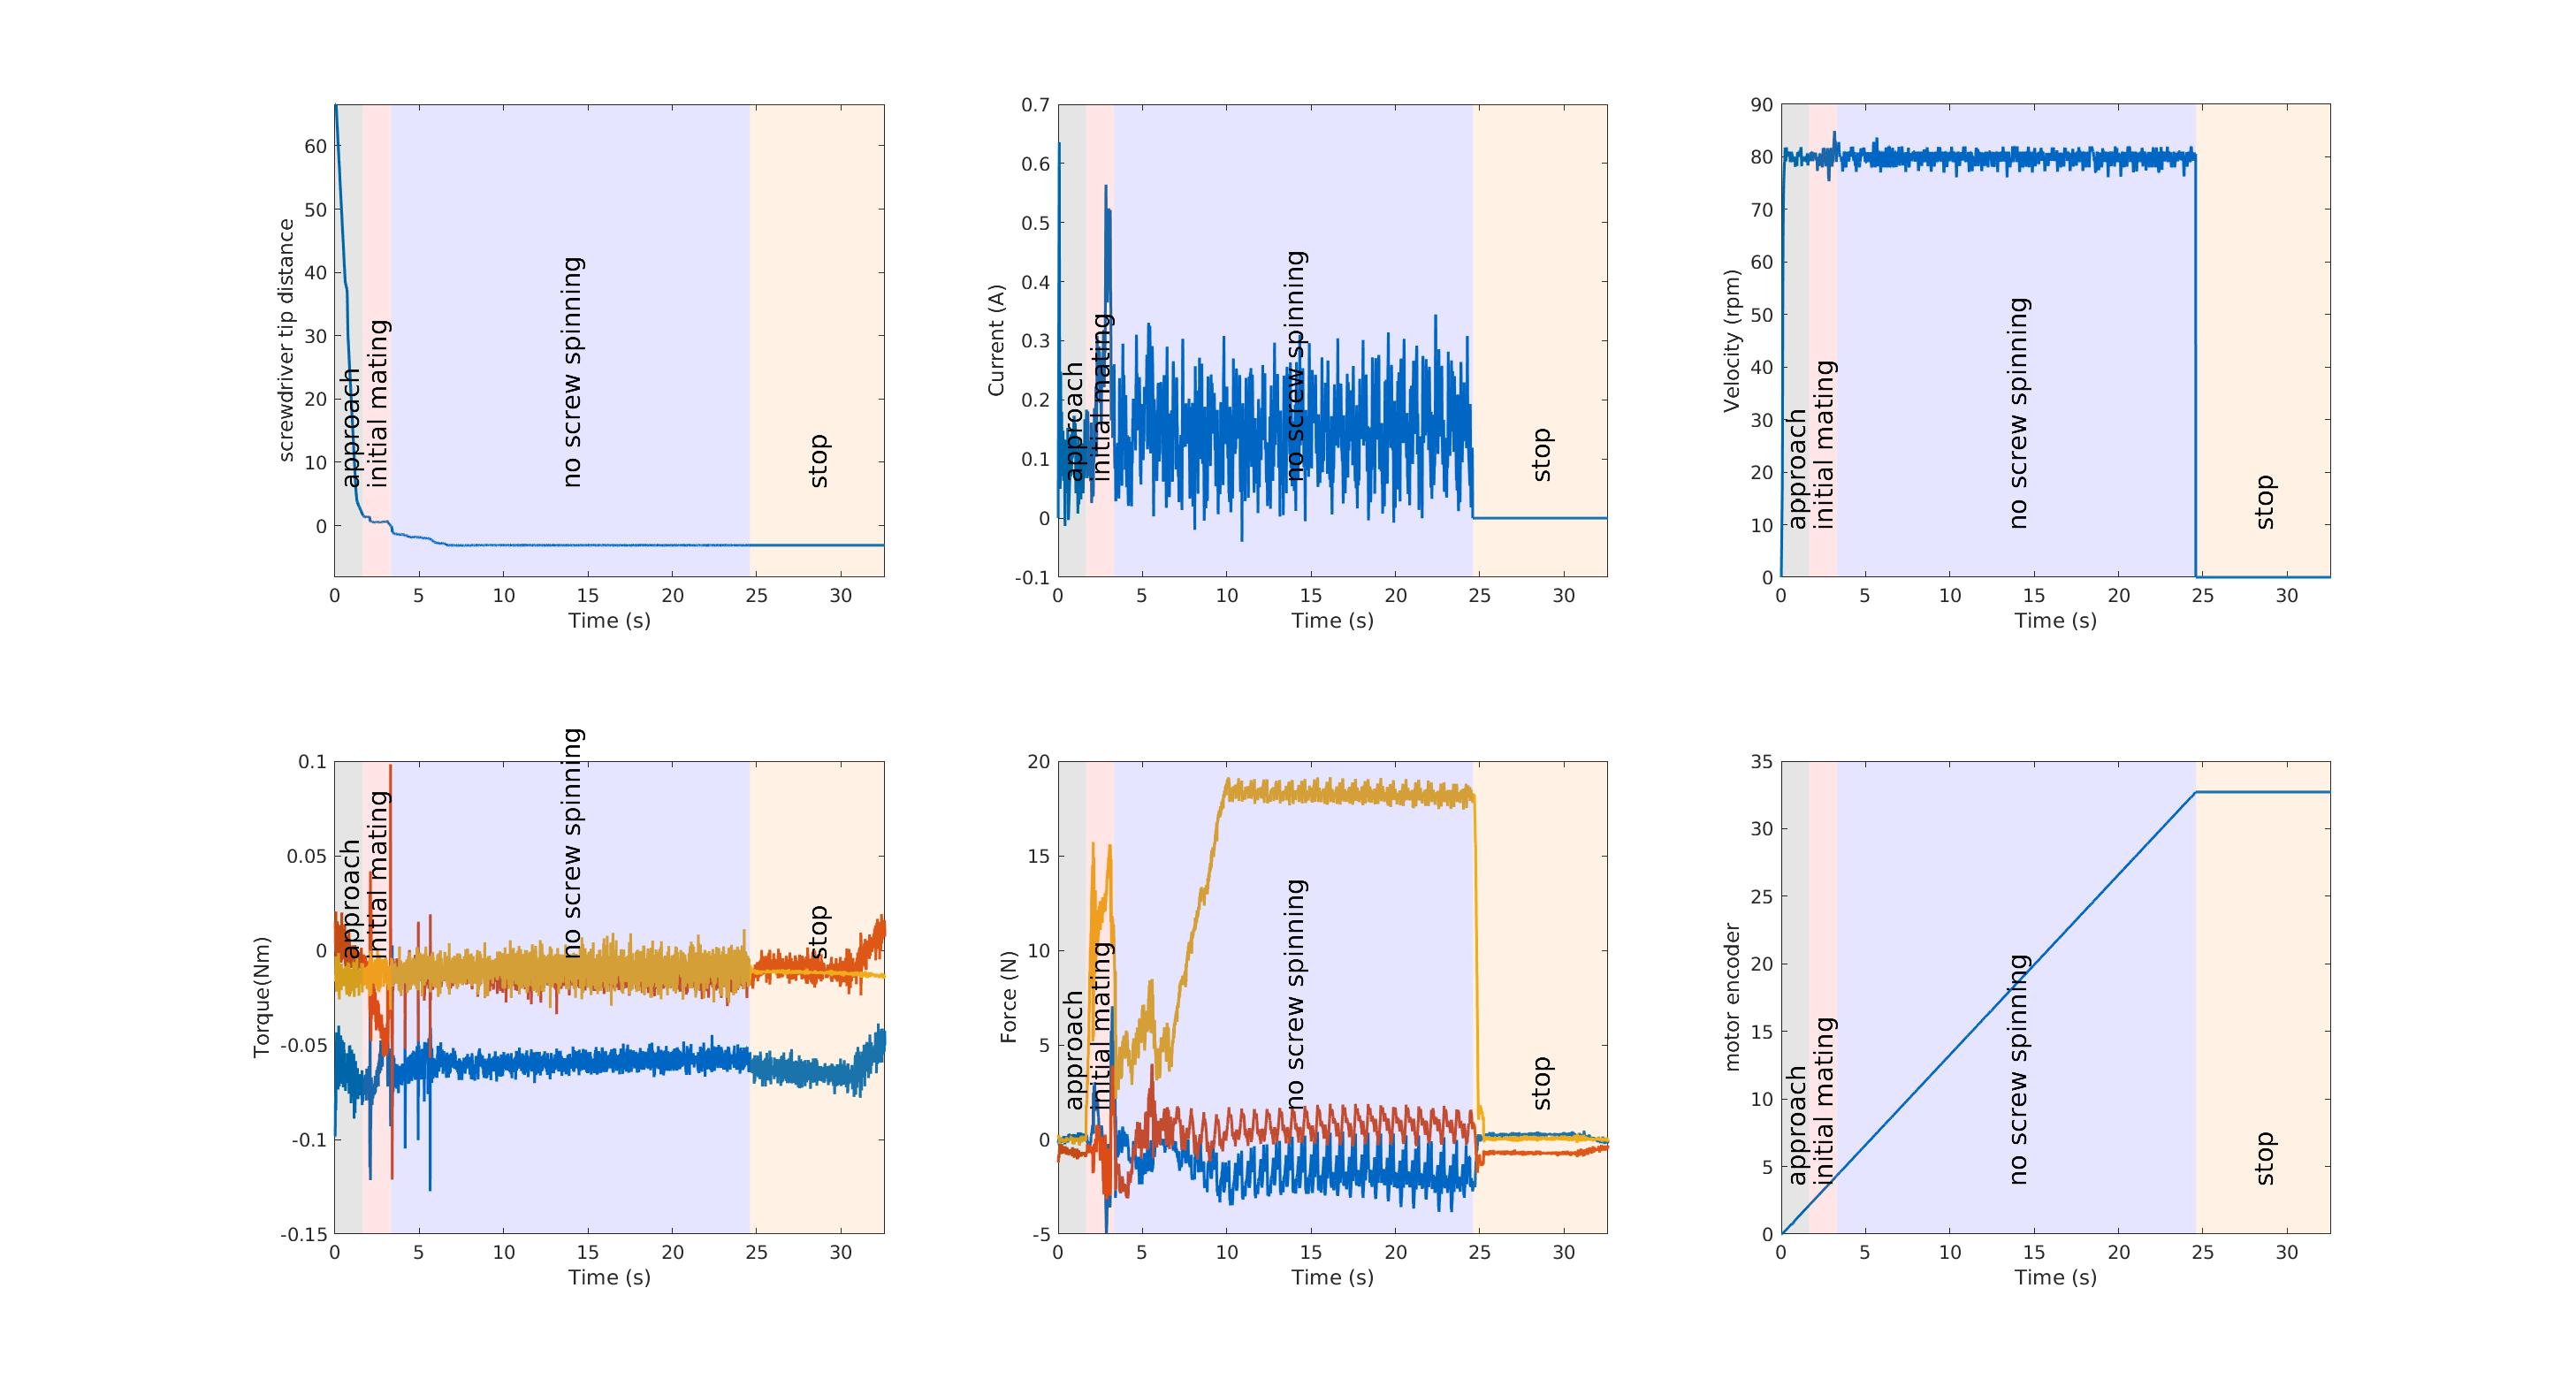 screwdriver tip distance
60
50
40
30
20
10
0
approach
initial mating
no screw spinning
stop
0 5 10 15 20 25 30
Time (s)
Current (A)
0.7
0.6
0.5
0.4
0.3
0.2
0.1
0
-0.1
approach
initial mating
no screw spinning
stop
0 5 10 15 20 25 30
Time (s)
Velocity (rpm)
90
80
70
60
50
40
30
20
10
0
approach
initial mating
no screw spinning
stop
0 5 10 15 20 25 30
Time (s)
Torque(Nm)
0.1
0.05
0
-0.05
-0.1
-0.15
approach
initial mating
no screw spinning
stop
0 5 10 15 20 25 30
Time (s)
Force (N)
20
15
10
5
0
-5
approach
initial mating
no screw spinning
stop
0 5 10 15 20 25 30
Time (s)
motor encoder
35
30
25
20
15
10
5
0
approach
initial mating
no screw spinning
stop
0 5 10 15 20 25 30
Time (s)